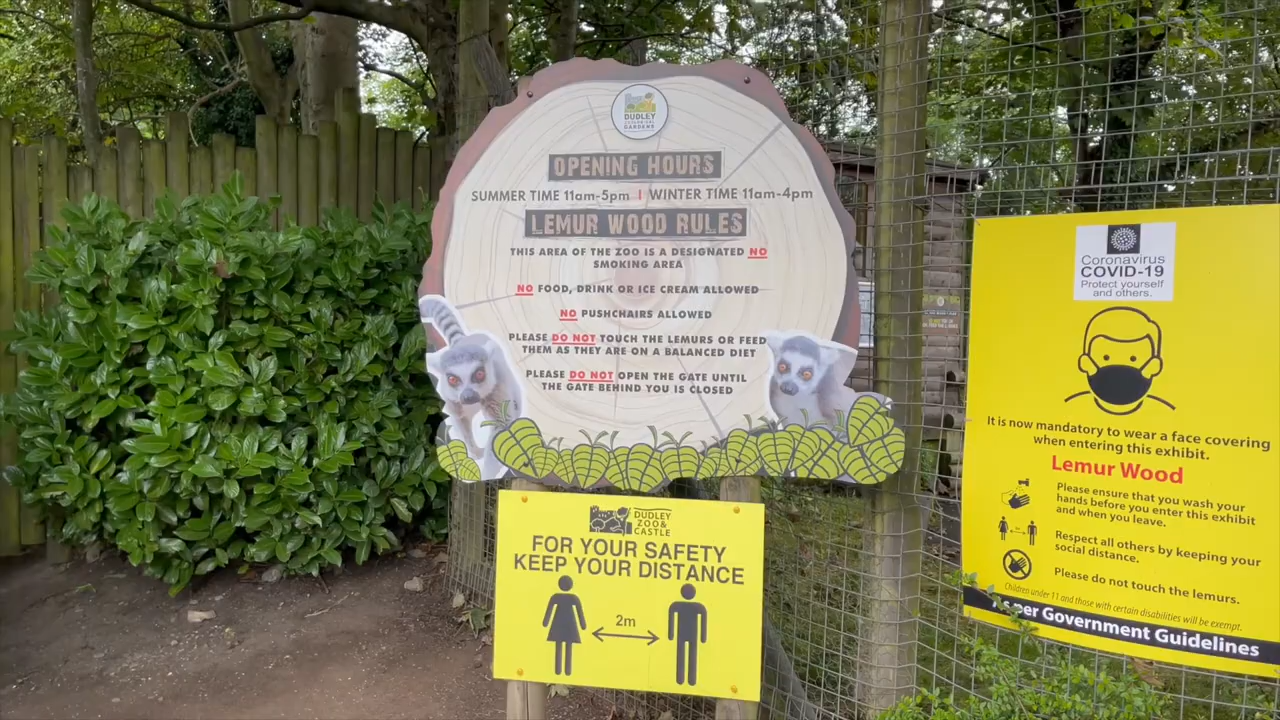 DUDLEY
ZOOLOGICAL
GARDENS
OPENING HOURS
SUMMER TIME 11am-5pm | WINTER TIME 11am-4pm
LEMUR WOOD RULES
THIS AREA OF THE ZOO IS A DESIGNATED NO
SMOKING AREA
NO FOOD, DRINK OR ICE CREAM ALLOWED
NO PUSHCHAIRS ALLOWED
PLEASE DO NOT TOUCH THE LEMURS OR FEED
THEM AS THEY ARE ON A BALANCED DIET
PLEASE DO NOT OPEN THE GATE UNTIL
THE GATE BEHIND YOU IS CLOSED
DUDLEY
ZOO&
CASTLE
FOR YOUR SAFETY
KEEP YOUR DISTANCE
2m
Coronavirus
COVID-19
Protect yourself
and others.
It is now mandatory to wear a face covering
when entering this exhibit.
Lemur Wood
Please ensure that you wash your
hands before you enter this exhibit
and when you leave.
Respect all others by keeping your
social distance.
Please do not touch the lemurs.
Children under 11 and those with certain disabilities will be exempt.
As per Government Guidelines